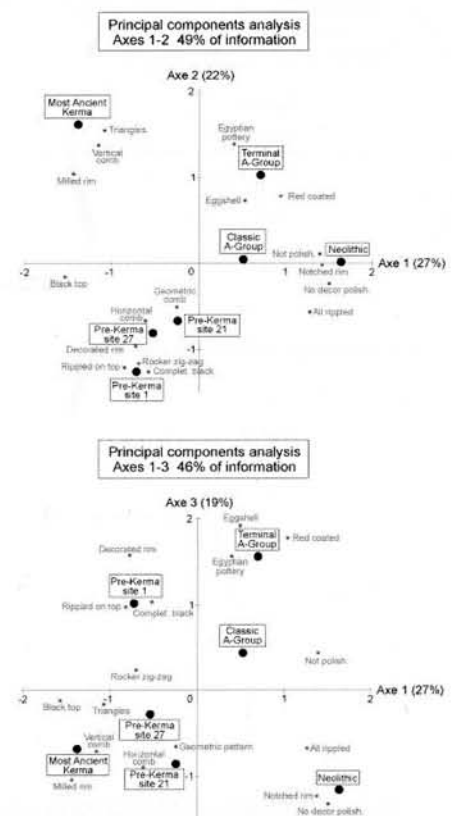 Principal components analysis
Axes 1-2 49% of information
Axe 2 (22%)
2
Most Ancient
Kerma
Triangles.
Vertical
comb
Milled rim
Egyptian
pottery
Terminal
A-Group
1
Eggshell
Red coated
Classic
A-Group
Not polish.
Neolithic
Axe 1 (27%)
-2
-1
1
2
Notched rim
Black top
No decor polish.
Geometric
comb
All rippled
Horizontal
comb.
Pre-Kerma
site 27
Pre-Kerma
site 21
Decorated rim
-1
Rocker zig-zag
Rippled on top
Complet. black
Pre-Kerma
site 1
Principal components analysis
Axes 1-3 46% of information
Axe 3 (19%)
2
Eggshell
Terminal
A-Group
Red coated
Decorated rim
Egyptian
pottery
Pre-Kerma
site 1
1
Rippled on top
Complet. black
Classic
A-Group
Not polish.
Rocker zig-zag
Axe 1 (27%)
-2
-1
1
2
Black top
Triangles
Pre-Kerma
site 27
Vertical
comb
Geometric pattern
All rippled
Horizontal
comb.
Most Ancient
Kerma
Pre-Kerma
site 21
-1
Neolithic
Milled rim
Notched rim
No decor polish.